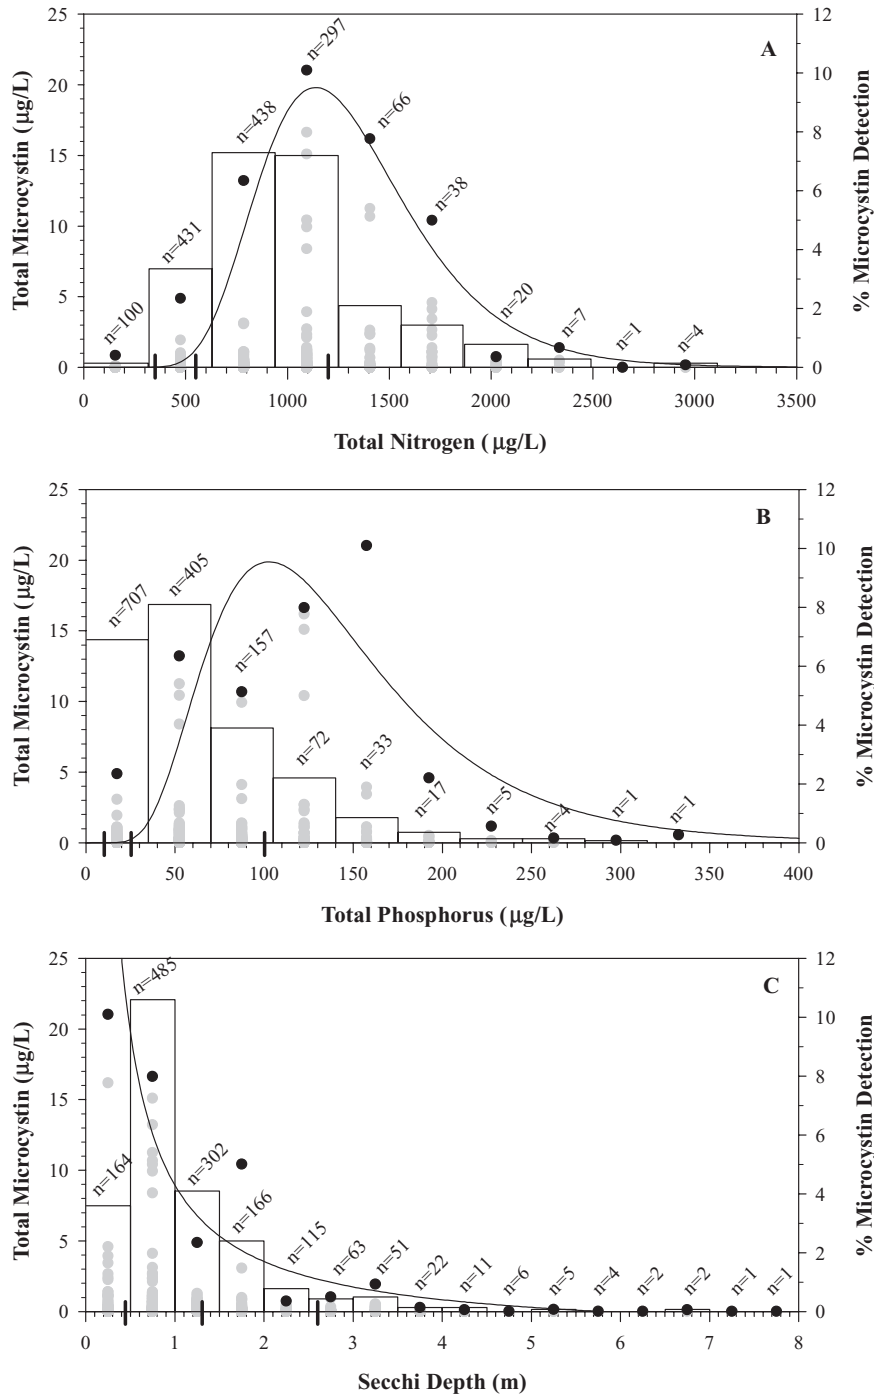 A
Total Microcystin (μg/L)
25
20
15
10
5
0
n=100
n=431
n=438
n=297
n=66
n=38
n=20
n=7
n=1
n=4
12
10
8
6
4
2
0
% Microcystin Detection
0 500 1000 1500 2000 2500 3000 3500
Total Nitrogen (μg/L)
B
Total Microcystin (μg/L)
25
20
15
10
5
0
n=707
n=405
n=157
n=72
n=33
n=17
n=5
n=4
n=1
n=1
12
10
8
6
4
2
0
% Microcystin Detection
0 50 100 150 200 250 300 350 400
Total Phosphorus (μg/L)
C
Total Microcystin (μg/L)
25
20
15
10
5
0
n=164
n=485
n=302
n=166
n=115
n=63
n=51
n=22
n=11
n=6
n=5
n=4
n=2
n=2
n=1
n=1
12
10
8
6
4
2
0
% Microcystin Detection
0 1 2 3 4 5 6 7 8
Secchi Depth (m)